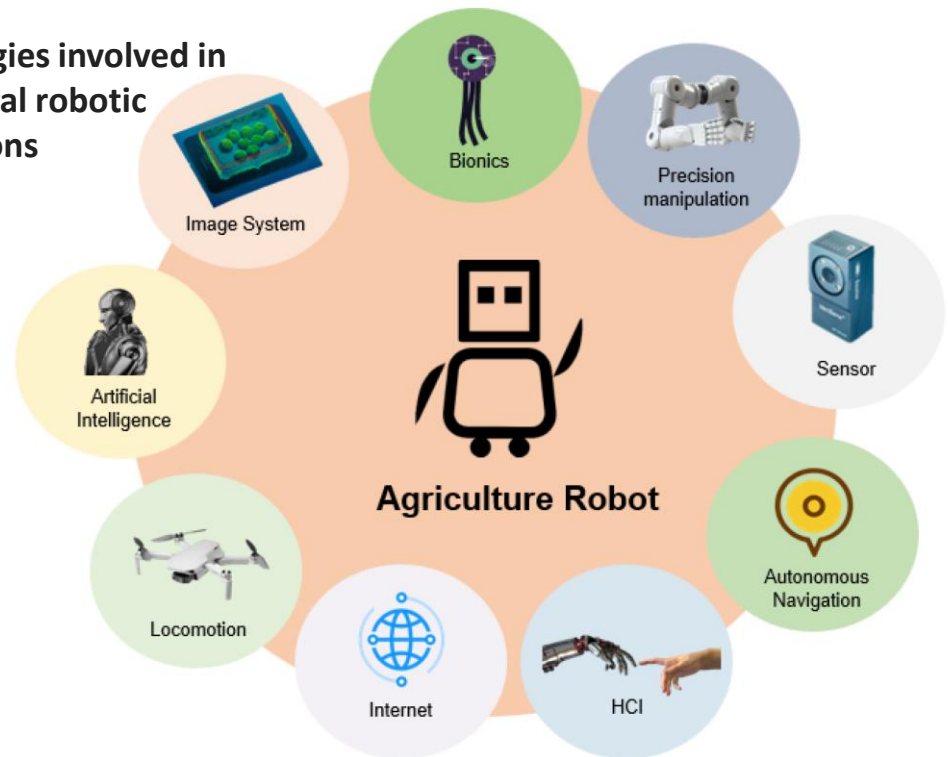 gies involved in
al robotic
ons
Bionics
Precision
manipulation
Image System
Sensor
Artificial
Intelligence
Agriculture Robot
Autonomous
Navigation
Locomotion
Internet
HCI